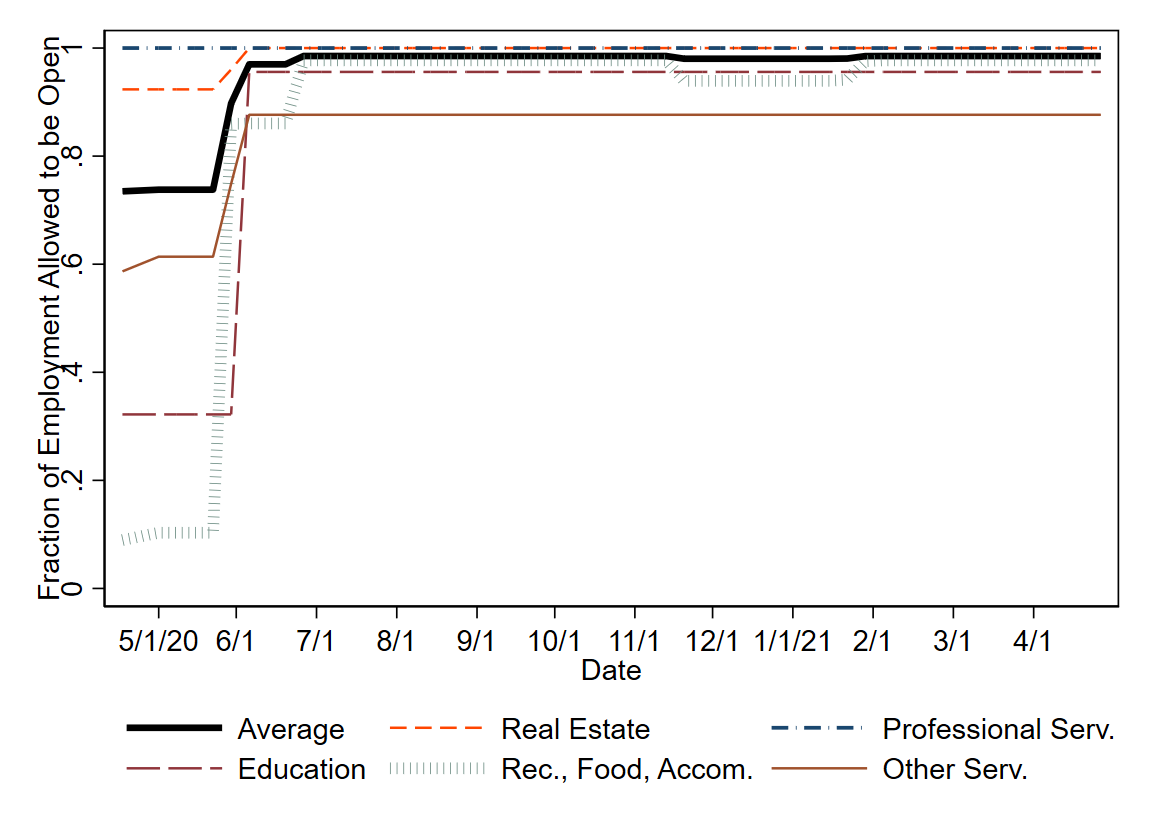 Fraction of Employment Allowed to be Open
1
.8
.6
.4
.2
0
5/1/20 6/1 7/1 8/1 9/1 10/1 11/1 12/1 1/1/21 2/1 3/1 4/1
Date
Average Real Estate Professional Serv.
Education Rec., Food, Accom. Other Serv.